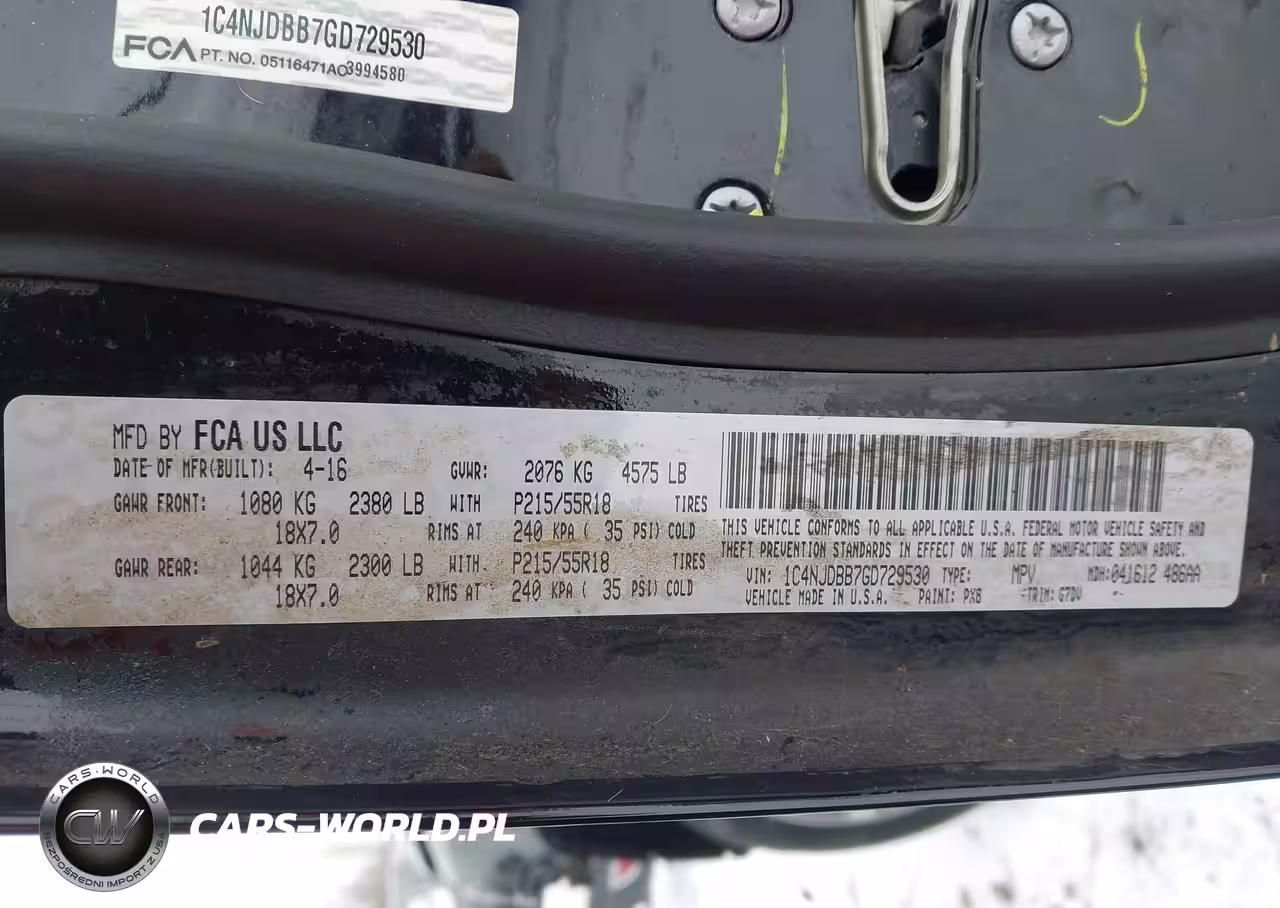 1C4NJDBB7GD729530
FCA PT. NO. 05116471AC 3994580
MFD BY FCA US LLC
DATE OF MFR(BUILT): 4-16 GVWR: 2076 KG 4575 LB
GAWR FRONT: 1080 KG 2380 LB WITH P215/55R18 TIRES
18X7.0 RIMS AT 240 KPA ( 35 PSI) COLD
GAWR REAR: 1044 KG 2300 LB WITH P215/55R18 TIRES
18X7.0 RIMS AT 240 KPA ( 35 PSI) COLD
THIS VEHICLE CONFORMS TO ALL APPLICABLE U.S.A. FEDERAL MOTOR VEHICLE SAFETY AND
THEFT PREVENTION STANDARDS IN EFFECT ON THE DATE OF MANUFACTURE SHOWN ABOVE.
VIN: 1C4NJDBB7GD729530 TYPE: MPV MDH: 041612 486AA
VEHICLE MADE IN U.S.A. PAINT: PX8 TRIM: G7DV
CARS-WORLD
CW
BEZPOŚREDNI IMPORT Z USA
CARS-WORLD.PL